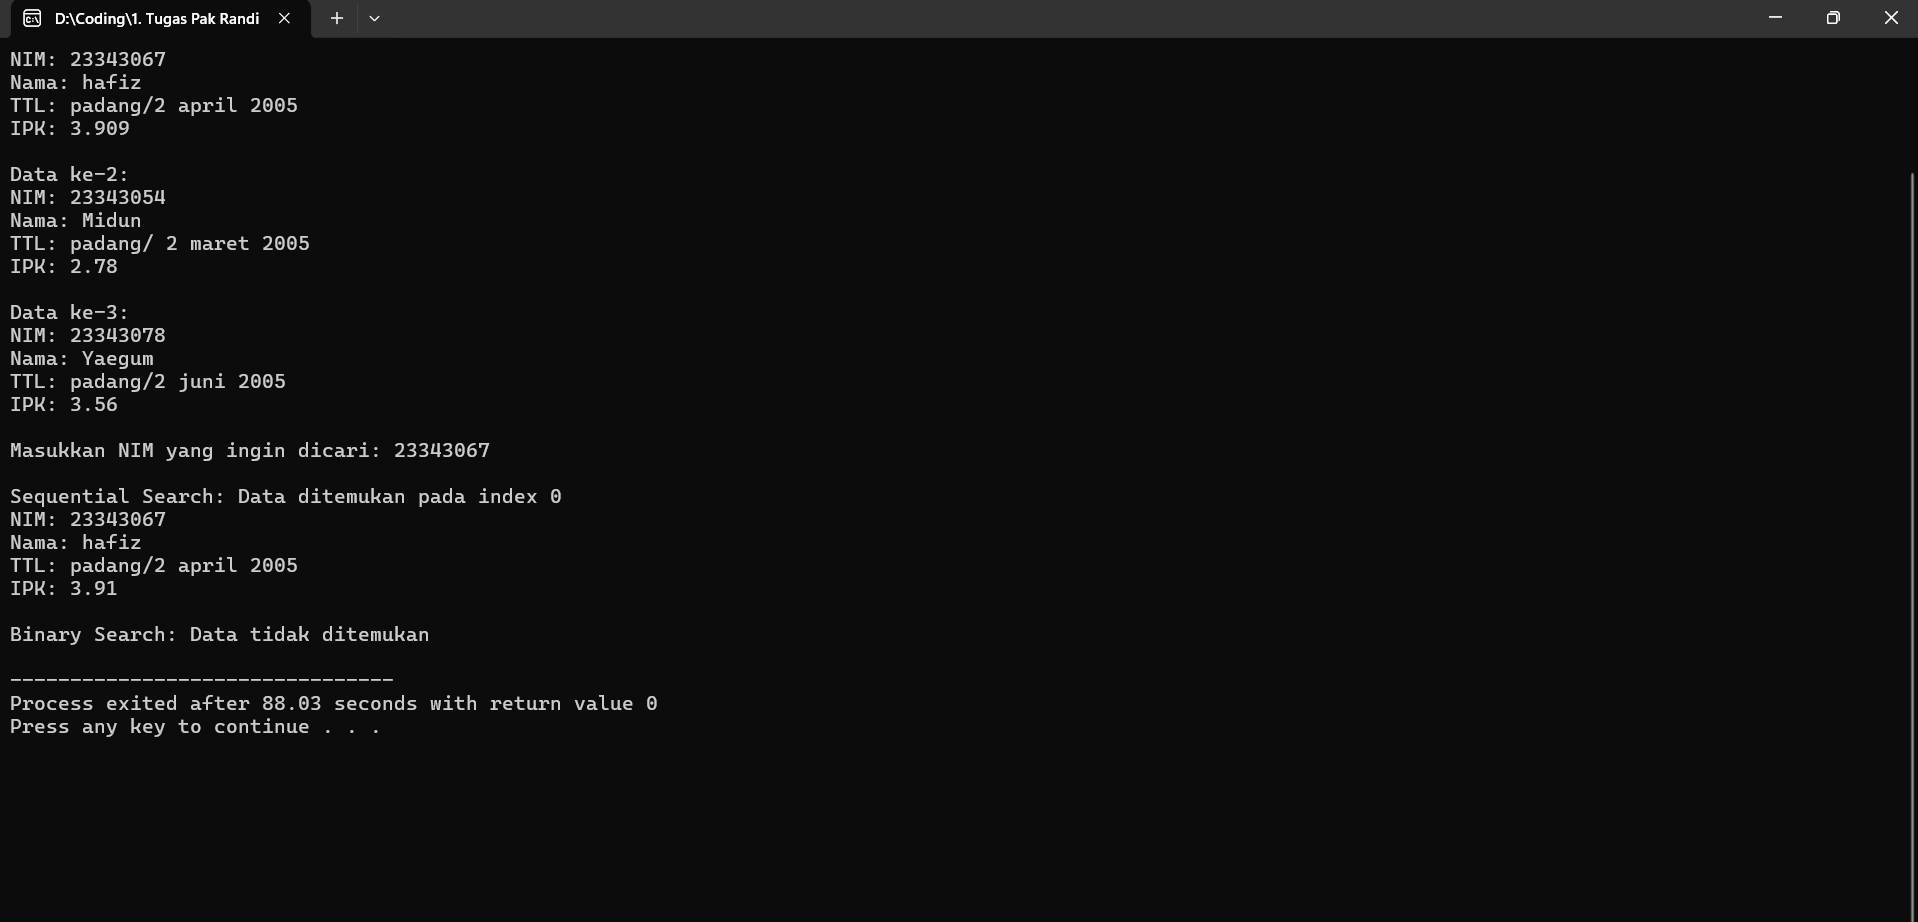 D:\Coding\1. Tugas Pak Randi
NIM: 23343067
Nama: hafiz
TTL: padang/2 april 2005
IPK: 3.909
Data ke-2:
NIM: 23343054
Nama: Midun
TTL: padang/ 2 maret 2005
IPK: 2.78
Data ke-3:
NIM: 23343078
Nama: Yaegum
TTL: padang/2 juni 2005
IPK: 3.56
Masukkan NIM yang ingin dicari: 23343067
Sequential Search: Data ditemukan pada index 0
NIM: 23343067
Nama: hafiz
TTL: padang/2 april 2005
IPK: 3.91
Binary Search: Data tidak ditemukan
--------------------------------
Process exited after 88.03 seconds with return value 0
Press any key to continue . . .